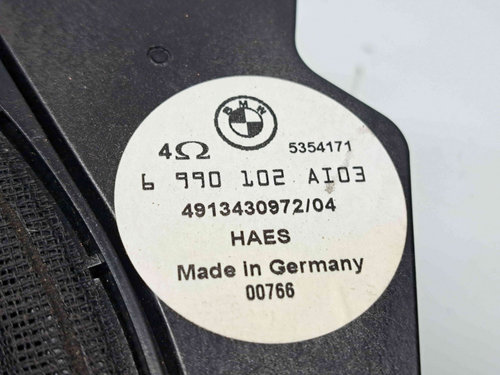 BMW
4Ω 5354171
6 990 102 AI03
4913430972/04
HAES
Made in Germany
00766